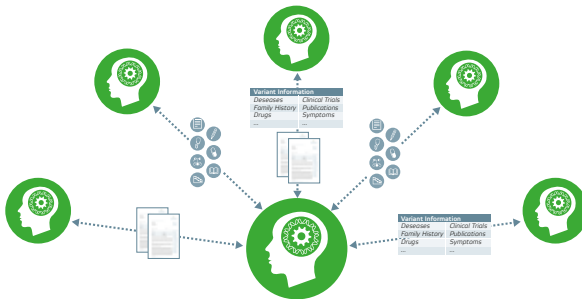 Variant Information
Deseases Clinical Trials
Family History Publications
Drugs Symptoms
... ...
Variant Information
Deseases Clinical Trials
Family History Publications
Drugs Symptoms
... ...